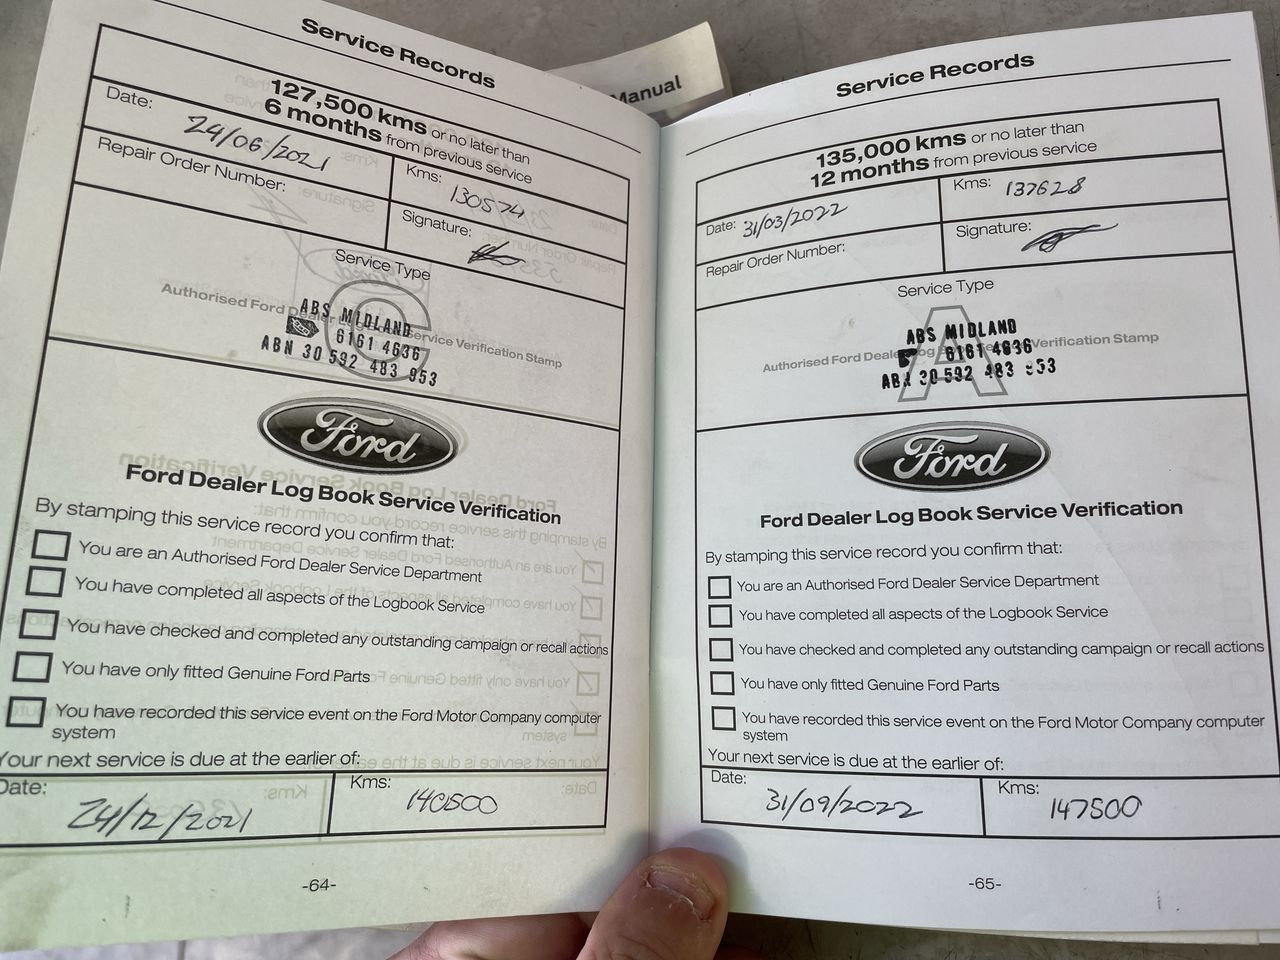 Manual
Service Records
127,500 kms or no later than
6 months from previous service
Date: 24/06/2021
Kms: 130574
Repair Order Number:
Signature:
Service Type
C
Authorised Ford Dealer Log Book Service Verification Stamp
ABS MIDLAND
6161 4636
ABN 30 592 483 953
Ford
Ford Dealer Log Book Service Verification
By stamping this service record you confirm that:
You are an Authorised Ford Dealer Service Department
You have completed all aspects of the Logbook Service
You have checked and completed any outstanding campaign or recall actions
You have only fitted Genuine Ford Parts
You have recorded this service event on the Ford Motor Company computer
system
Your next service is due at the earlier of:
Date: 24/12/2021
Kms: 140500
-64-
Service Records
135,000 kms or no later than
12 months from previous service
Date: 31/03/2022
Kms: 137628
Repair Order Number:
Signature:
Service Type
A
Authorised Ford Dealer Log Book Service Verification Stamp
ABS MIDLAND
6161 4636
ABN 30 592 483 953
Ford
Ford Dealer Log Book Service Verification
By stamping this service record you confirm that:
You are an Authorised Ford Dealer Service Department
You have completed all aspects of the Logbook Service
You have checked and completed any outstanding campaign or recall actions
You have only fitted Genuine Ford Parts
You have recorded this service event on the Ford Motor Company computer
system
Your next service is due at the earlier of:
Date: 31/09/2022
Kms: 147500
-65-